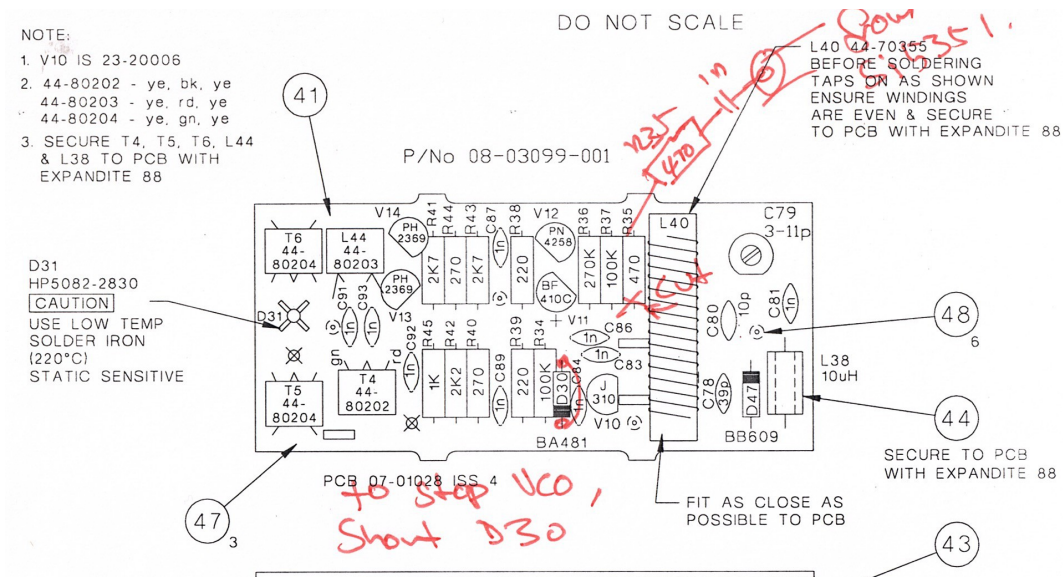 DO NOT SCALE
NOTE:
1. V10 IS 23-20006
2. 44-80202 - ye, bk, ye
44-80203 - ye, rd, ye
44-80204 - ye, gn, ye
3. SECURE T4, T5, T6, L44
& L38 TO PCB WITH
EXPANDITE 88
41
P/No 08-03099-001
L40 44-70355
BEFORE SOLDERING
TAPS ON AS SHOWN
ENSURE WINDINGS
ARE EVEN & SECURE
TO PCB WITH EXPANDITE 88
from
Sig351.
1n
R35
470
D31
HP5082-2830
CAUTION
USE LOW TEMP
SOLDER IRON
(220°C)
STATIC SENSITIVE
T6
44-
80204
L44
44-
80203
V14
PH
2369
PH
2369
V13
R41
R44
R43
C87
R38
V12
R36
R37
R35
2K7
270
2K7
1n
220
PN
4258
BF
410C
270K
100K
470
L40
C79
3-11p
D31
C91
C93
1n
1n
gn
rd
C92
1n
CUT
V11
C86
1n
1n
C83
C80
10p
C81
1n
48
6
T5
44-
80204
T4
44-
80202
R45
R42
R40
C89
R39
R34
1K
2K2
270
1n
220
100K
D30
C84
1n
J
310
V10
BA481
C78
39p
D47
BB609
L38
10uH
44
SECURE TO PCB
WITH EXPANDITE 88
47
3
PCB 07-01028 ISS 4
FIT AS CLOSE AS
POSSIBLE TO PCB
to stop VCO,
Short D30
43